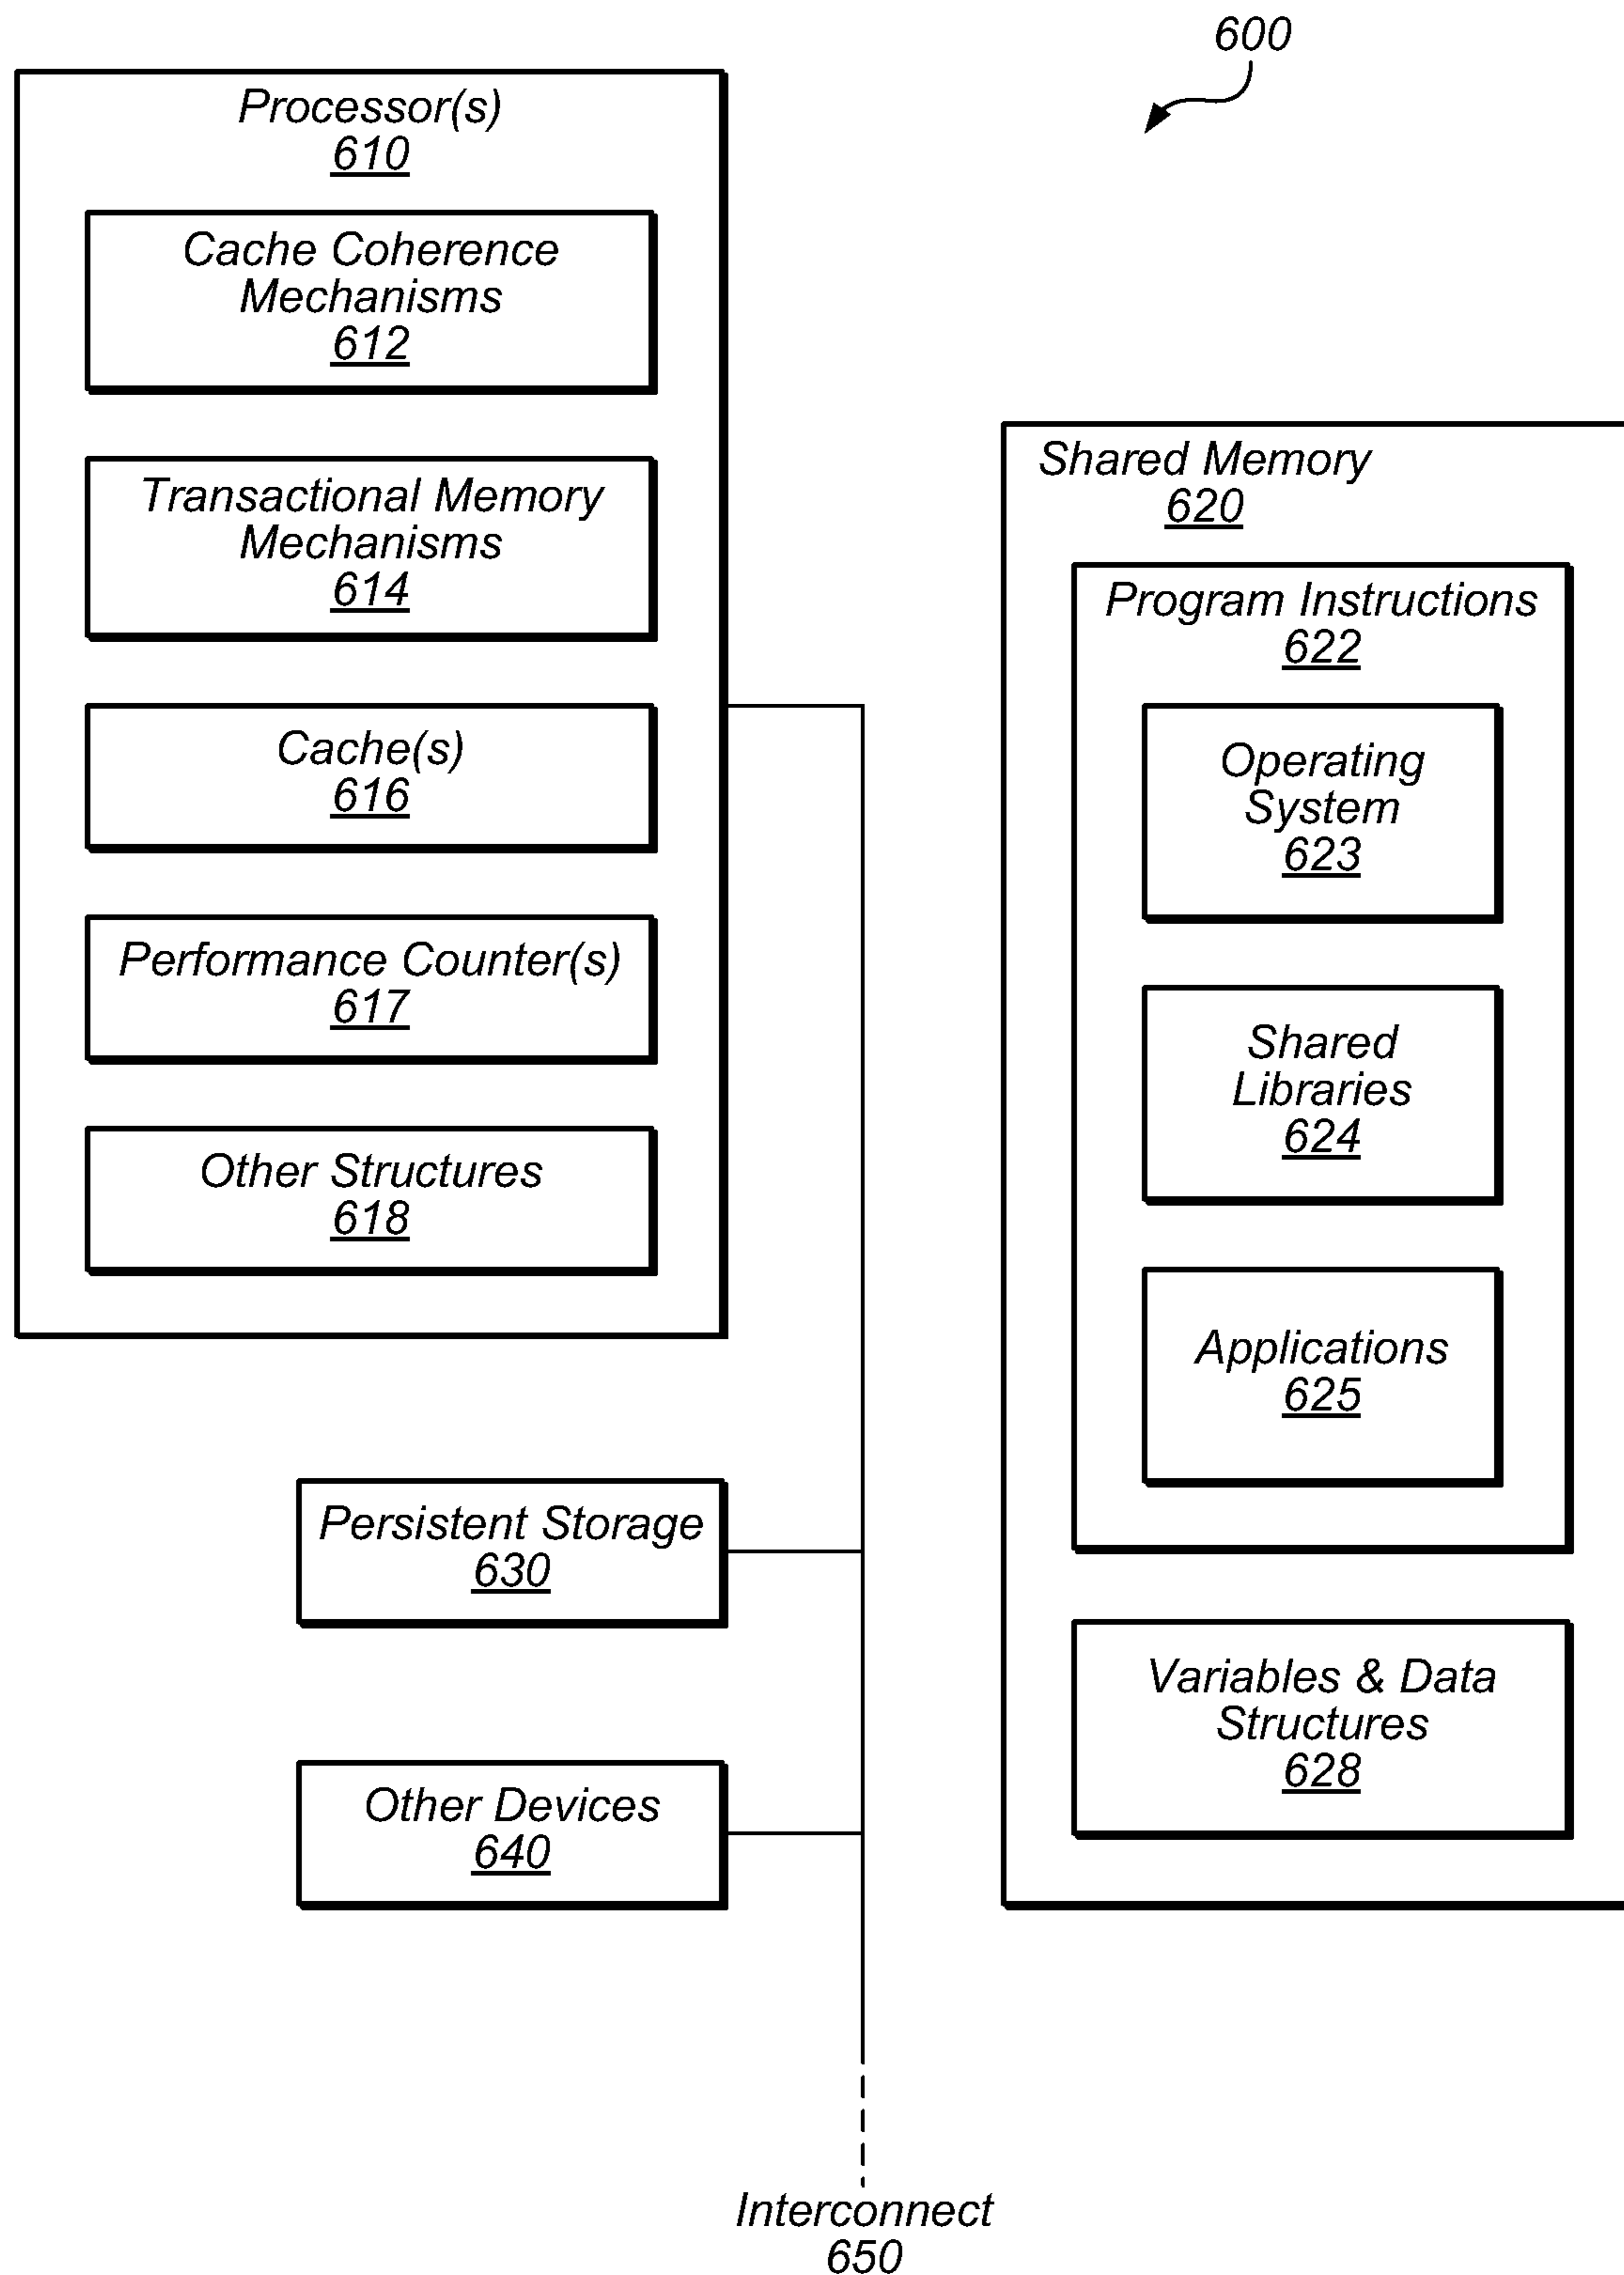 600
Processor(s)
610
Cache Coherence
Mechanisms
612
Transactional Memory
Mechanisms
614
Cache(s)
616
Performance Counter(s)
617
Other Structures
618
Shared Memory
620
Program Instructions
622
Operating
System
623
Shared
Libraries
624
Applications
625
Variables & Data
Structures
628
Persistent Storage
630
Other Devices
640
Interconnect
650